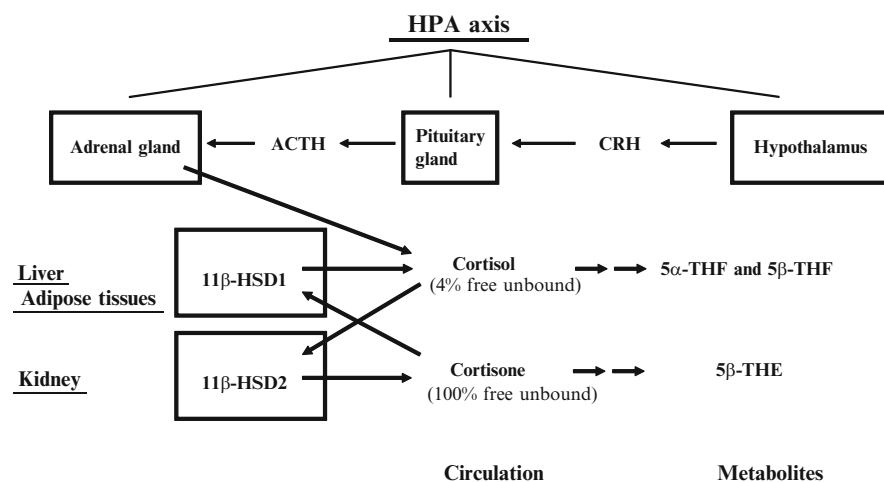 HPA axis
Adrenal gland
ACTH
Pituitary
gland
CRH
Hypothalamus
Liver
Adipose tissues
11β-HSD1
Cortisol
(4% free unbound)
5α-THF and 5β-THF
Kidney
11β-HSD2
Cortisone
(100% free unbound)
5β-THE
Circulation
Metabolites